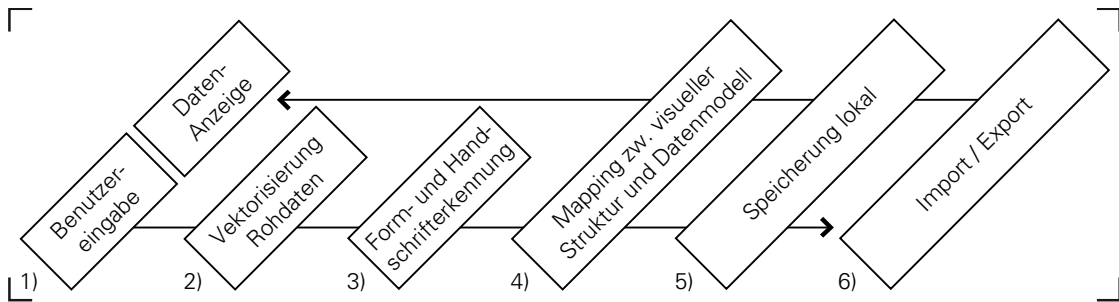 Daten-
Anzeige
Benutzer-
eingabe
1)
Vektorisierung
Rohdaten
2)
Form- und Hand-
schrifterkennung
3)
Mapping zw. visueller
Struktur und Datenmodell
4)
Speicherung lokal
5)
Import / Export
6)